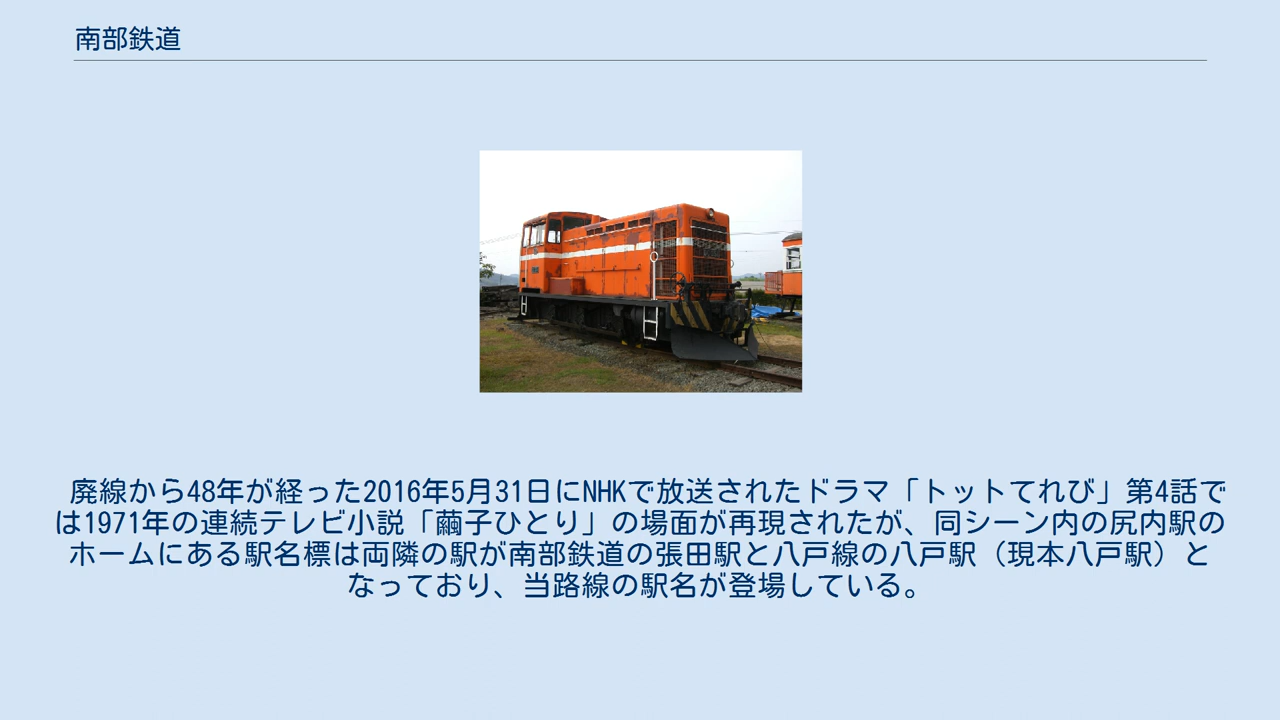 南部鉄道
廃線から48年が経った2016年5月31日にNHKで放送されたドラマ「トットてれび」第4話で
は1971年の連続テレビ小説「繭子ひとり」の場面が再現されたが、同シーン内の尻内駅の
ホームにある駅名標は両隣の駅が南部鉄道の張田駅と八戸線の八戸駅（現本八戸駅）と
なっており、当路線の駅名が登場している。